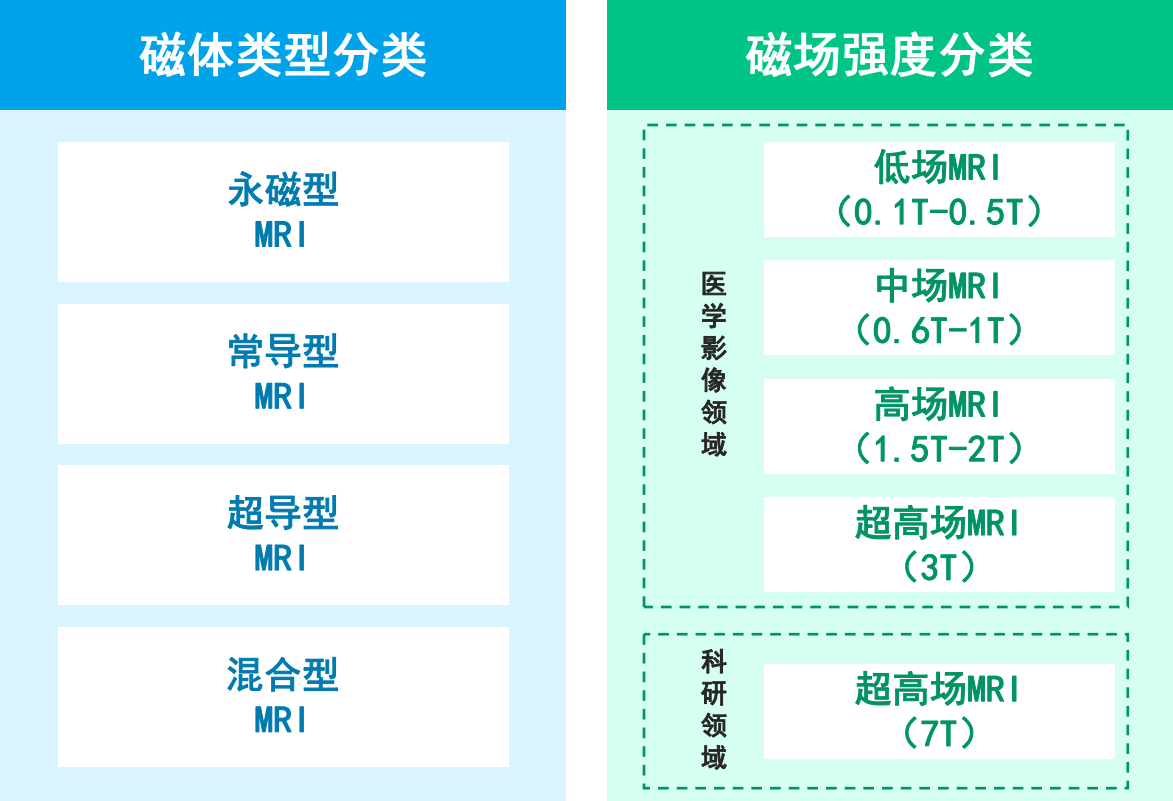 磁体类型分类
永磁型
MRI
常导型
MRI
超导型
MRI
混合型
MRI
磁场强度分类
医学影像领域
低场MRI
（0.1T-0.5T）
中场MRI
（0.6T-1T）
高场MRI
（1.5T-2T）
超高场MRI
（3T）
科研领域
超高场MRI
（7T）